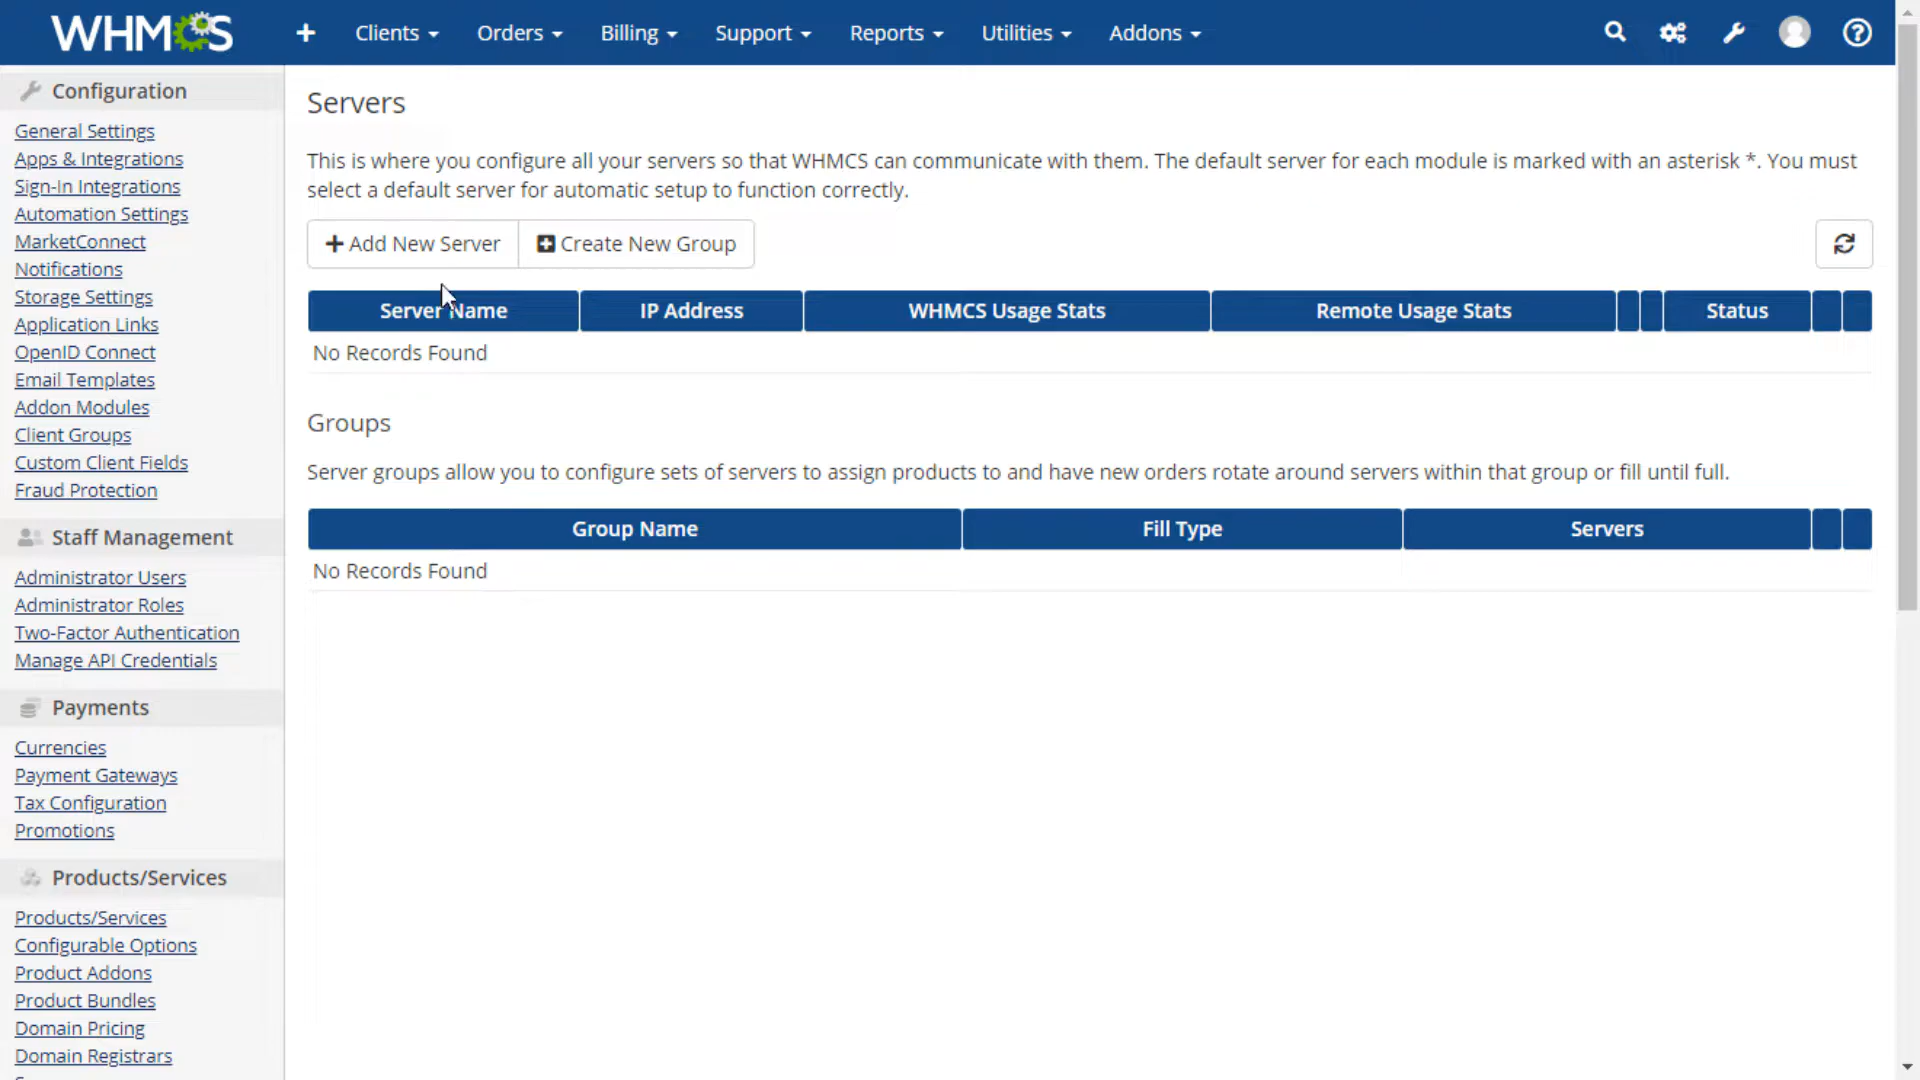 WHMCS
Clients
Orders
Billing
Support
Reports
Utilities
Addons
Configuration
General Settings
Apps & Integrations
Sign-In Integrations
Automation Settings
MarketConnect
Notifications
Storage Settings
Application Links
OpenID Connect
Email Templates
Addon Modules
Client Groups
Custom Client Fields
Fraud Protection
Staff Management
Administrator Users
Administrator Roles
Two-Factor Authentication
Manage API Credentials
Payments
Currencies
Payment Gateways
Tax Configuration
Promotions
Products/Services
Products/Services
Configurable Options
Product Addons
Product Bundles
Domain Pricing
Domain Registrars
Servers
This is where you configure all your servers so that WHMCS can communicate with them. The default server for each module is marked with an asterisk *. You must
select a default server for automatic setup to function correctly.
Add New Server
Create New Group
Server Name IP Address WHMCS Usage Stats Remote Usage Stats Status
No Records Found
Groups
Server groups allow you to configure sets of servers to assign products to and have new orders rotate around servers within that group or fill until full.
Group Name Fill Type Servers
No Records Found